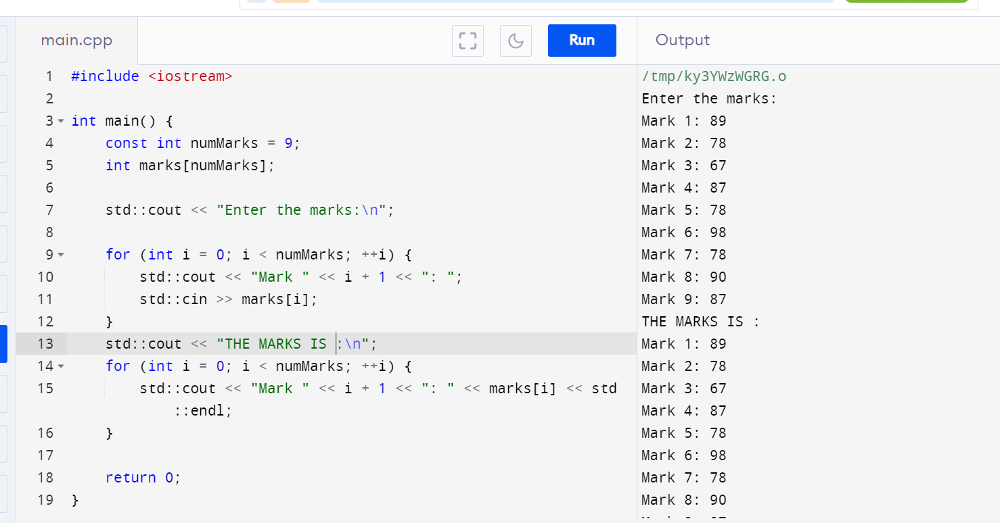 main.cpp
Run
Output
1 #include <iostream>
2
3 int main() {
4 const int numMarks = 9;
5 int marks[numMarks];
6
7 std::cout << "Enter the marks:\n";
8
9 for (int i = 0; i < numMarks; ++i) {
10 std::cout << "Mark " << i + 1 << ": ";
11 std::cin >> marks[i];
12 }
13 std::cout << "THE MARKS IS :\n";
14 for (int i = 0; i < numMarks; ++i) {
15 std::cout << "Mark " << i + 1 << ": " << marks[i] << std
::endl;
16 }
17
18 return 0;
19 }
/tmp/ky3YWzWGRG.o
Enter the marks:
Mark 1: 89
Mark 2: 78
Mark 3: 67
Mark 4: 87
Mark 5: 78
Mark 6: 98
Mark 7: 78
Mark 8: 90
Mark 9: 87
THE MARKS IS :
Mark 1: 89
Mark 2: 78
Mark 3: 67
Mark 4: 87
Mark 5: 78
Mark 6: 98
Mark 7: 78
Mark 8: 90